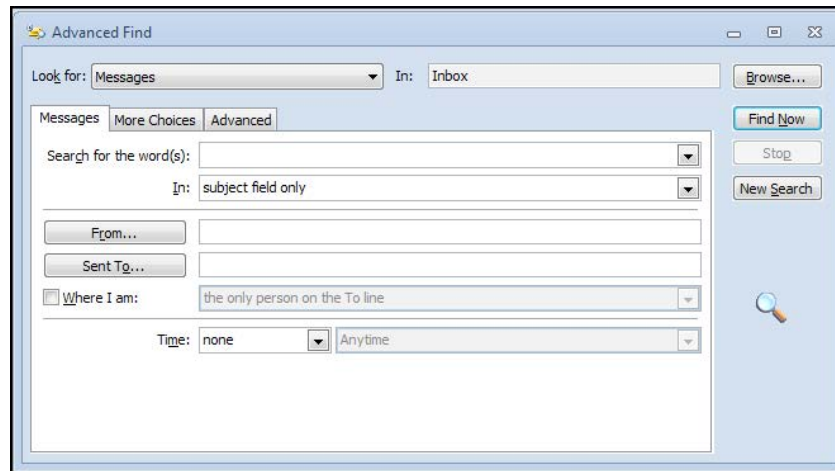 Advanced Find
Look for: Messages In: Inbox Browse...
Messages More Choices Advanced Find Now
Search for the word(s): Stop
In: subject field only New Search
From...
Sent To...
Where I am: the only person on the To line
Time: none Anytime